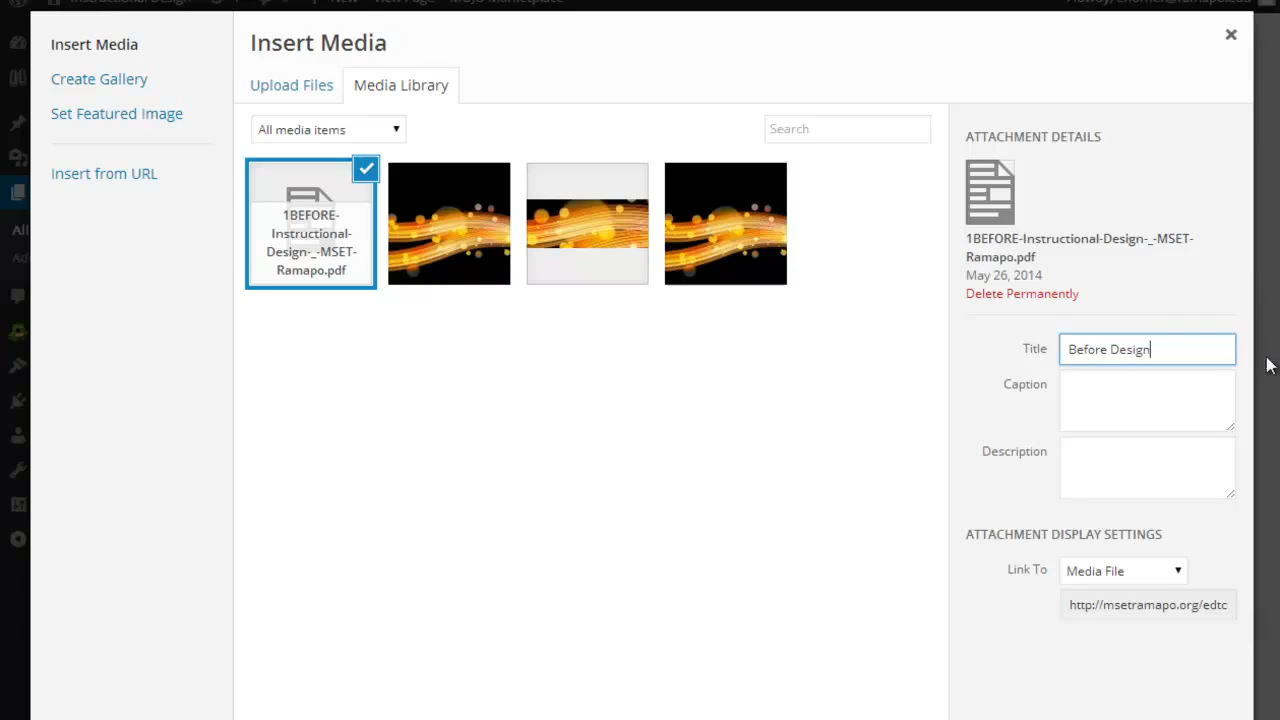 Insert Media
Create Gallery
Set Featured Image
Insert from URL
Insert Media
Upload Files
Media Library
All media items
Search
1BEFORE-
Instructional-
Design-_-MSET-
Ramapo.pdf
ATTACHMENT DETAILS
1BEFORE-Instructional-Design-_-MSET-
Ramapo.pdf
May 26, 2014
Delete Permanently
Title
Before Design
Caption
Description
ATTACHMENT DISPLAY SETTINGS
Link To
Media File
http://msetramapo.org/edtc